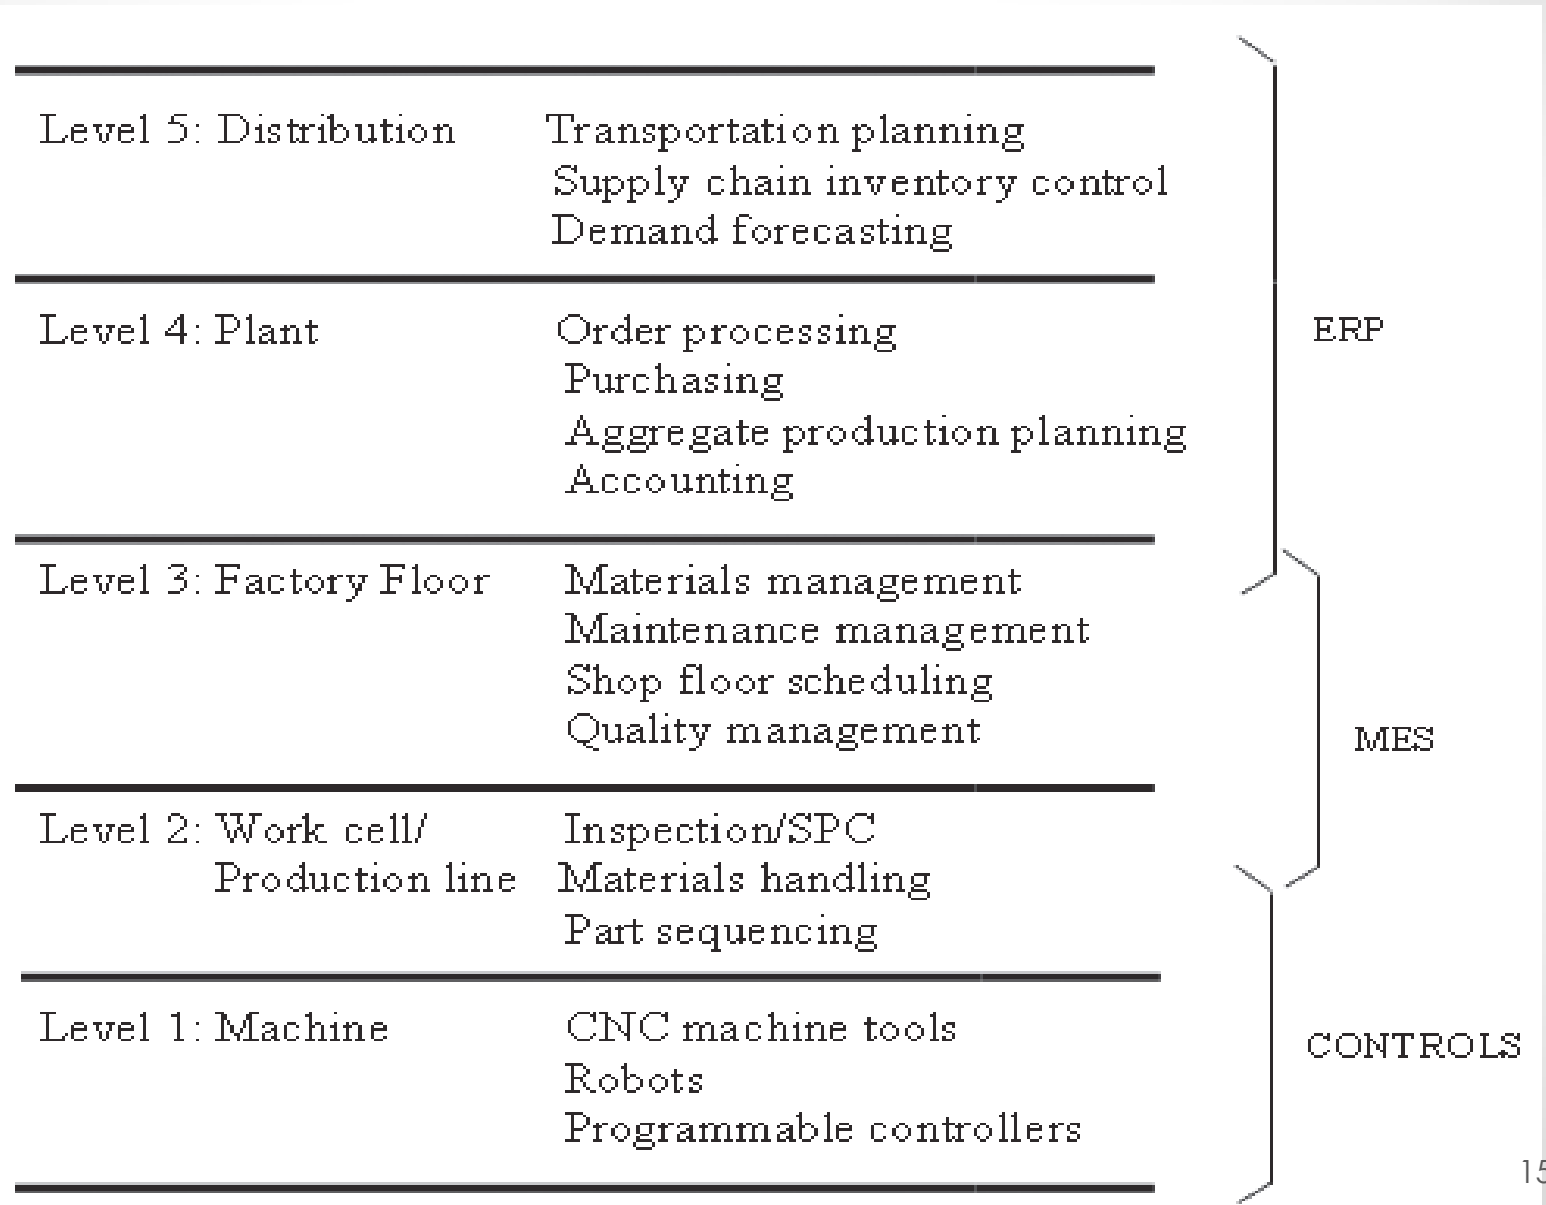 Level 5: Distribution Transportation planning
Supply chain inventory control
Demand forecasting
Level 4: Plant Order processing
Purchasing
Aggregate production planning
Accounting
ERP
Level 3: Factory Floor Materials management
Maintenance management
Shop floor scheduling
Quality management
MES
Level 2: Work cell/ Inspection/SPC
Production line Materials handling
Part sequencing
Level 1: Machine CNC machine tools
Robots
Programmable controllers
CONTROLS
15